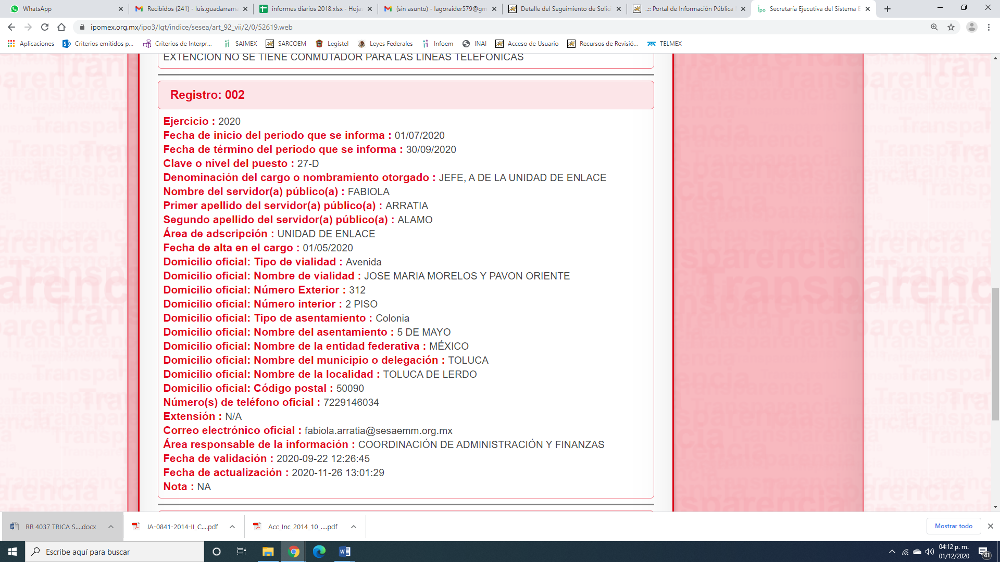 WhatsApp
Recibidos (241) - luis.guadarrama
informes diarios 2018.xlsx - Hojas
(sin asunto) - lagoraider579@gm
Detalle del Seguimiento de Solici
..:: Portal de Información Pública
Secretaría Ejecutiva del Sistema E
ipomex.org.mx/ipo3/lgt/indice/sesea/art_92_vii/2/0/52619.web
Aplicaciones
Criterios emitidos p...
Criterios de Interpr...
SAIMEX
SARCOEM
Legistel
Leyes Federales
Infoem
INAI
Acceso de Usuario
Recursos de Revisió...
TELMEX
EXTENCION NO SE TIENE CONMUTADOR PARA LAS LINEAS TELEFONICAS
Registro: 002
Ejercicio : 2020
Fecha de inicio del periodo que se informa : 01/07/2020
Fecha de término del periodo que se informa : 30/09/2020
Clave o nivel del puesto : 27-D
Denominación del cargo o nombramiento otorgado : JEFE, A DE LA UNIDAD DE ENLACE
Nombre del servidor(a) público(a) : FABIOLA
Primer apellido del servidor(a) público(a) : ARRATIA
Segundo apellido del servidor(a) público(a) : ALAMO
Área de adscripción : UNIDAD DE ENLACE
Fecha de alta en el cargo : 01/05/2020
Domicilio oficial: Tipo de vialidad : Avenida
Domicilio oficial: Nombre de vialidad : JOSE MARIA MORELOS Y PAVON ORIENTE
Domicilio oficial: Número Exterior : 312
Domicilio oficial: Número interior : 2 PISO
Domicilio oficial: Tipo de asentamiento : Colonia
Domicilio oficial: Nombre del asentamiento : 5 DE MAYO
Domicilio oficial: Nombre de la entidad federativa : MÉXICO
Domicilio oficial: Nombre del municipio o delegación : TOLUCA
Domicilio oficial: Nombre de la localidad : TOLUCA DE LERDO
Domicilio oficial: Código postal : 50090
Número(s) de teléfono oficial : 7229146034
Extensión : N/A
Correo electrónico oficial : fabiola.arratia@sesaemm.org.mx
Área responsable de la información : COORDINACIÓN DE ADMINISTRACIÓN Y FINANZAS
Fecha de validación : 2020-09-22 12:26:45
Fecha de actualización : 2020-11-26 13:01:29
Nota : NA
RR 4037 TRICA S....docx
JA-0841-2014-II_C....pdf
Acc_Inc_2014_10_....pdf
Mostrar todo
Escribe aquí para buscar
04:12 p. m.
01/12/2020
41